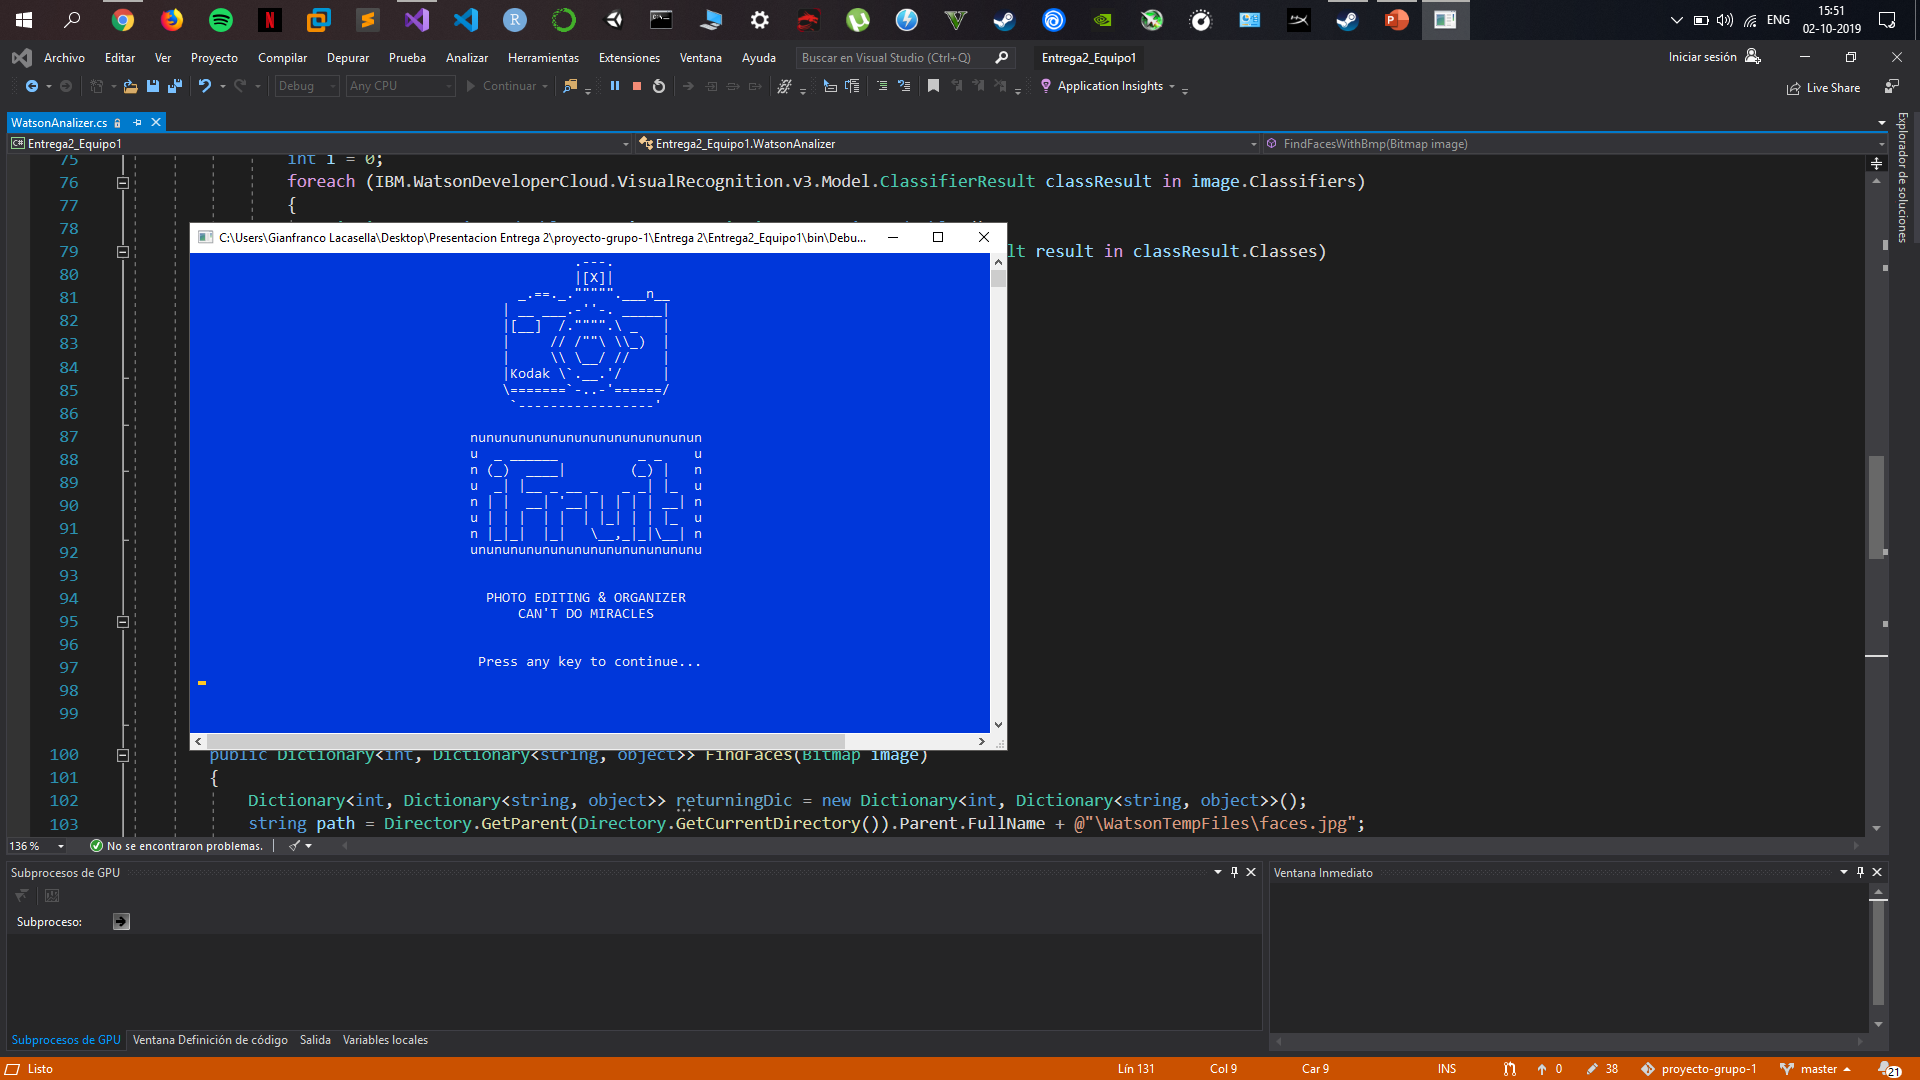 15:51
ENG
02-10-2019
Archivo Editar Ver Proyecto Compilar Depurar Prueba Analizar Herramientas Extensiones Ventana Ayuda Buscar en Visual Studio (Ctrl+Q) Entrega2_Equipo1 Iniciar sesión
Debug Any CPU Continuar Application Insights Live Share
WatsonAnalizer.cs
Entrega2_Equipo1 Entrega2_Equipo1.WatsonAnalizer FindFacesWithBmp(Bitmap image)
Explorador de soluciones
75 int i = 0;
76 foreach (IBM.WatsonDeveloperCloud.VisualRecognition.v3.Model.ClassifierResult classResult in image.Classifiers)
77 {
78
79 lt result in classResult.Classes)
80
81
82
83
84
85
86
87
88
89
90
91
92
93
94
95
96
97
98
99
C:\Users\Gianfranco Lacasella\Desktop\Presentacion Entrega 2\proyecto-grupo-1\Entrega 2\Entrega2_Equipo1\bin\Debu...
[X]
Kodak
nunununununununununununununun
iFruit
unununununununununununununununu
PHOTO EDITING & ORGANIZER
CAN'T DO MIRACLES
Press any key to continue...
100 public Dictionary<int, Dictionary<string, object>> FindFaces(Bitmap image)
101 {
102 Dictionary<int, Dictionary<string, object>> returningDic = new Dictionary<int, Dictionary<string, object>>();
103 string path = Directory.GetParent(Directory.GetCurrentDirectory()).Parent.FullName + @"\WatsonTempFiles\faces.jpg";
136 % No se encontraron problemas.
Subprocesos de GPU
Subproceso:
Ventana Inmediato
Subprocesos de GPU Ventana Definición de código Salida Variables locales
Listo Lín 131 Col 9 Car 9 INS 0 38 proyecto-grupo-1 master 21